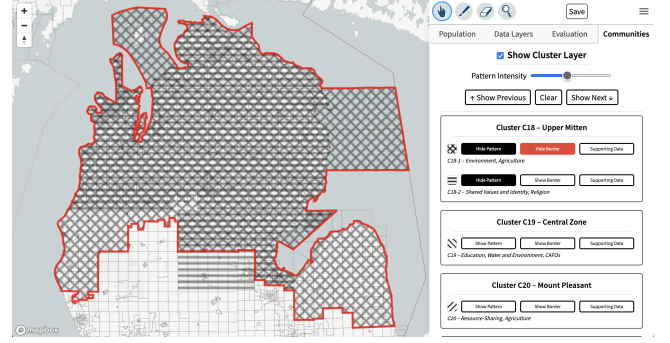 Save
Population Data Layers Evaluation Communities
Show Cluster Layer
Pattern Intensity
↑ Show Previous Clear Show Next ↓
Cluster C18 – Upper Mitten
Hide Pattern Hide Border Supporting Data
C18-1 – Environment, Agriculture
Hide Pattern Show Border Supporting Data
C18-2 – Shared Values and Identity, Religion
Cluster C19 – Central Zone
Show Pattern Show Border Supporting Data
C19 – Education, Water and Environment, CAFOs
Cluster C20 – Mount Pleasant
Show Pattern Show Border Supporting Data
C20 – Resource-Sharing, Agriculture
mapbox